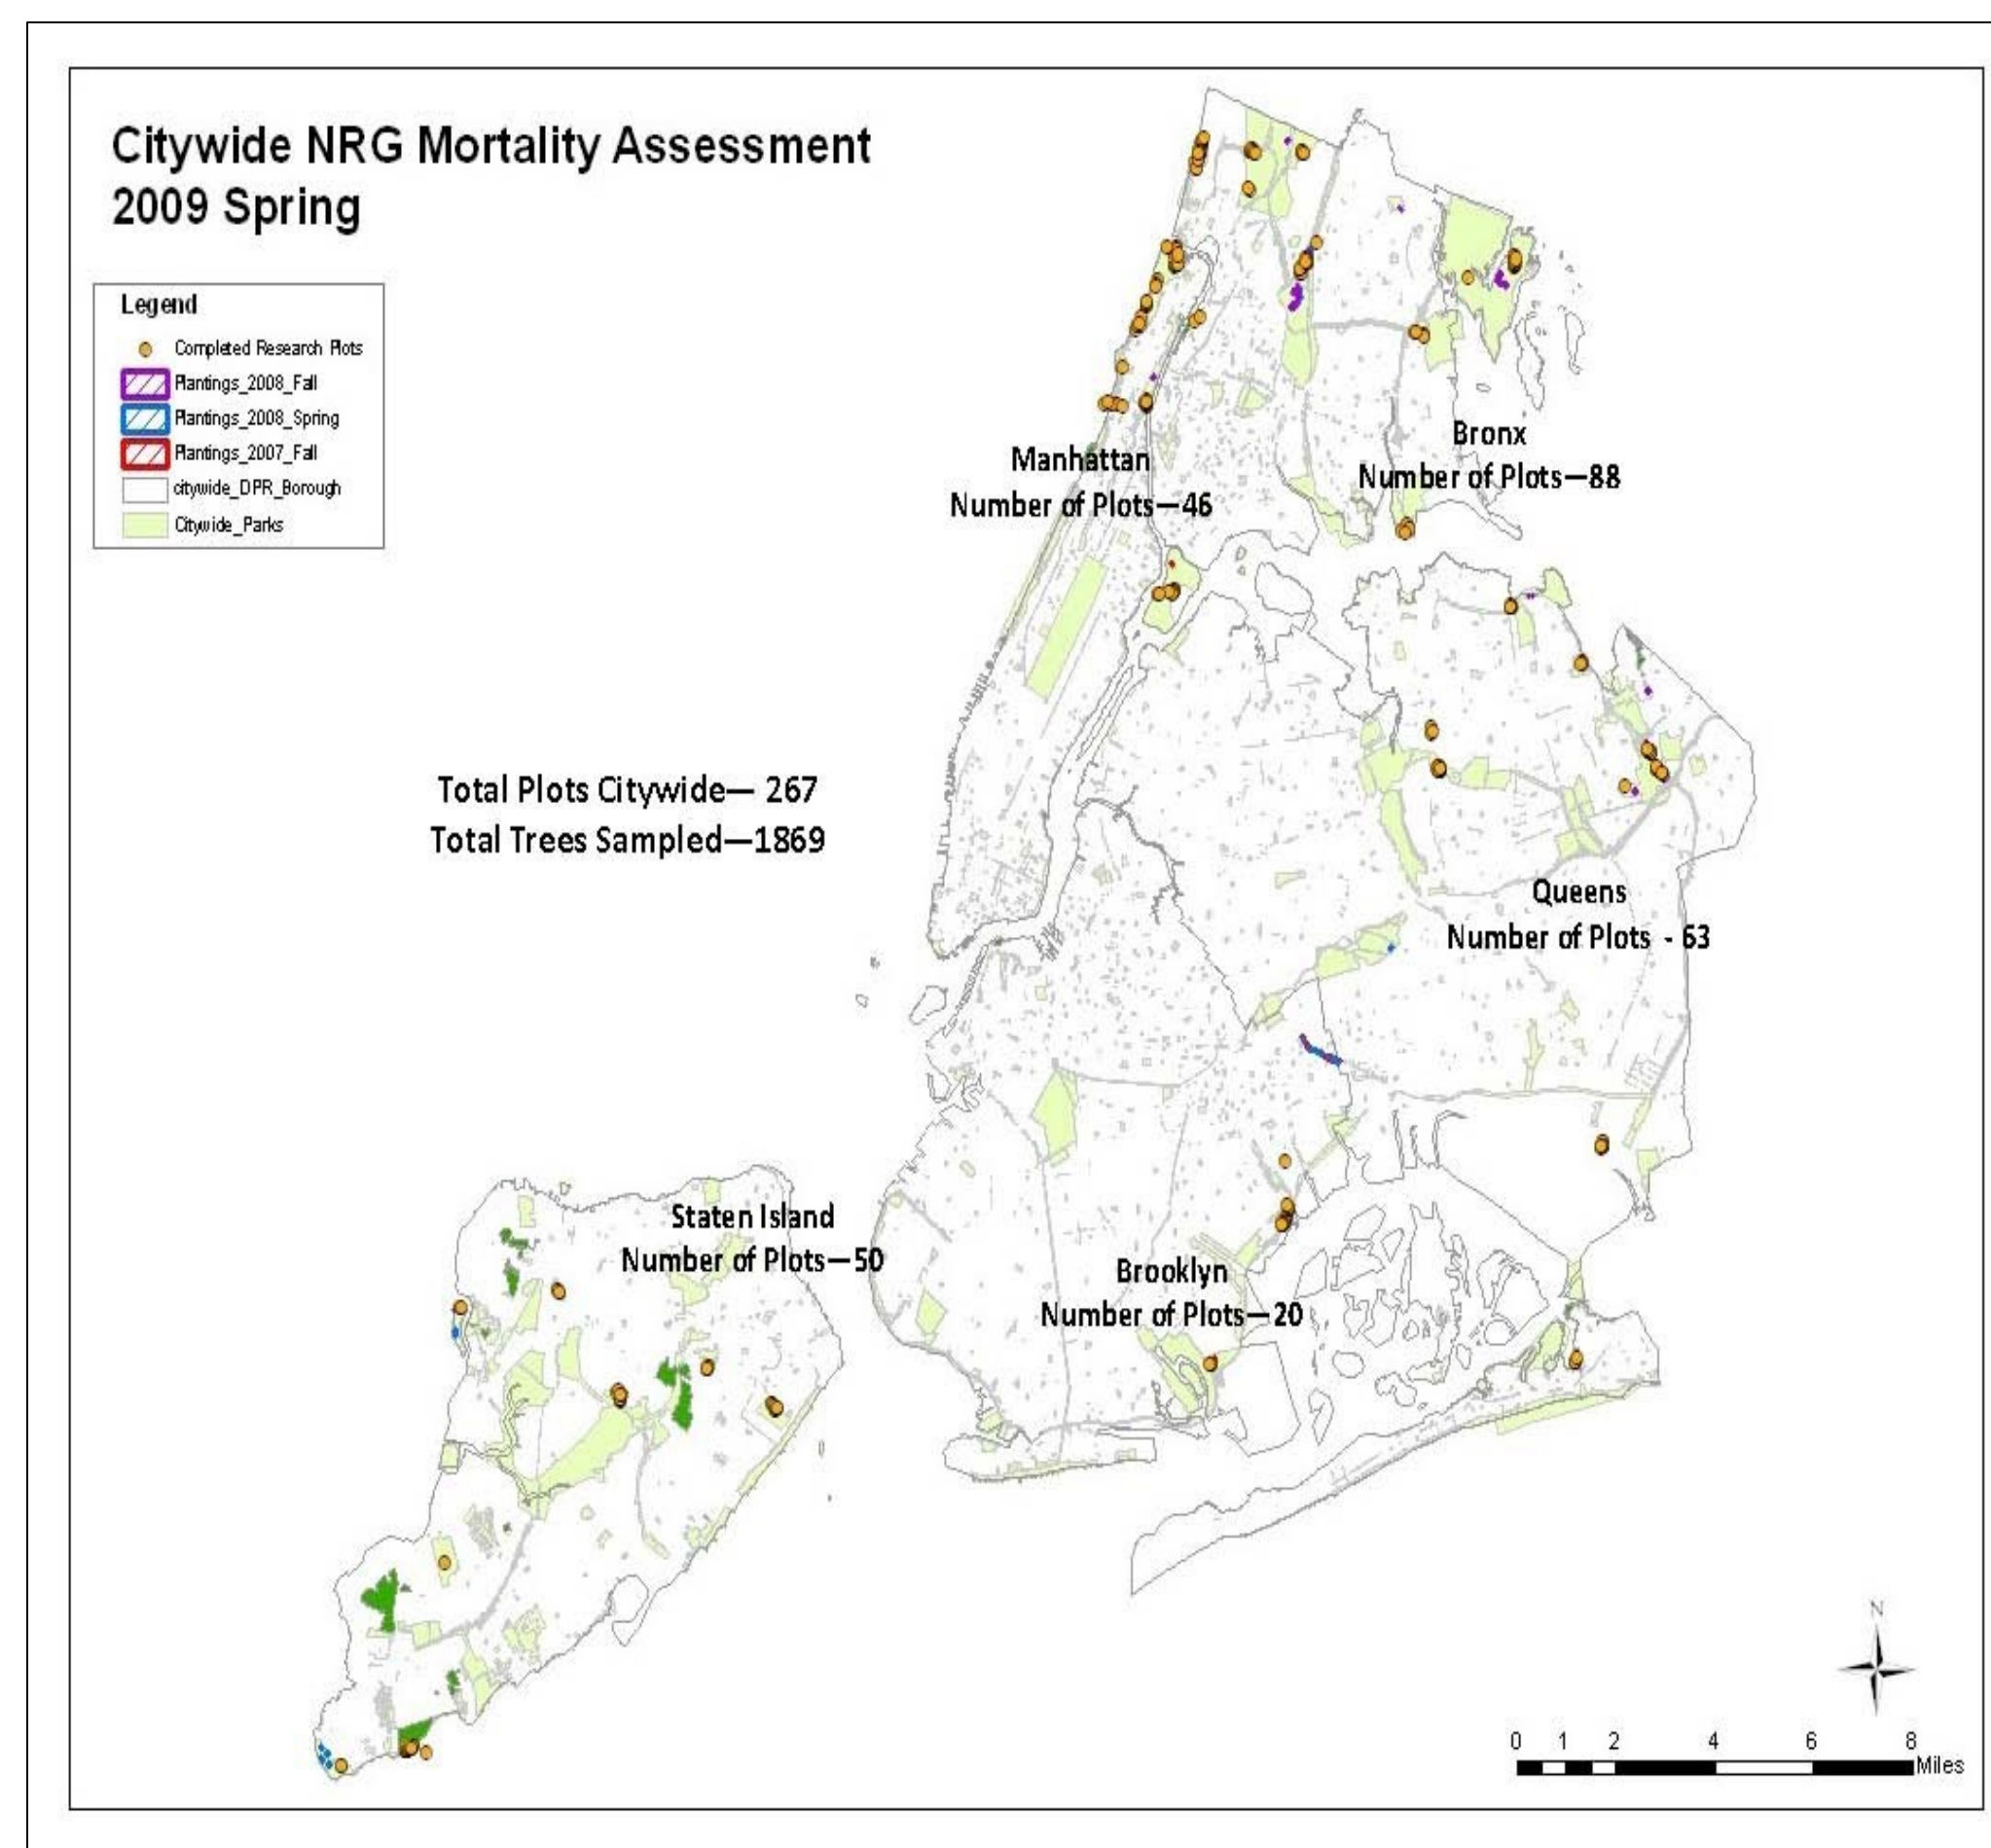 Citywide NRG Mortality Assessment
2009 Spring
Legend
Completed Research Plots
Plantings_2008_Fall
Plantings_2008_Spring
Plantings_2007_Fall
citywide_DPR_Borough
Citywide_Parks
Bronx
Number of Plots—88
Manhattan
Number of Plots—46
Total Plots Citywide— 267
Total Trees Sampled—1869
Queens
Number of Plots - 63
Staten Island
Number of Plots—50
Brooklyn
Number of Plots—20
N
0 1 2 4 6 8
Miles